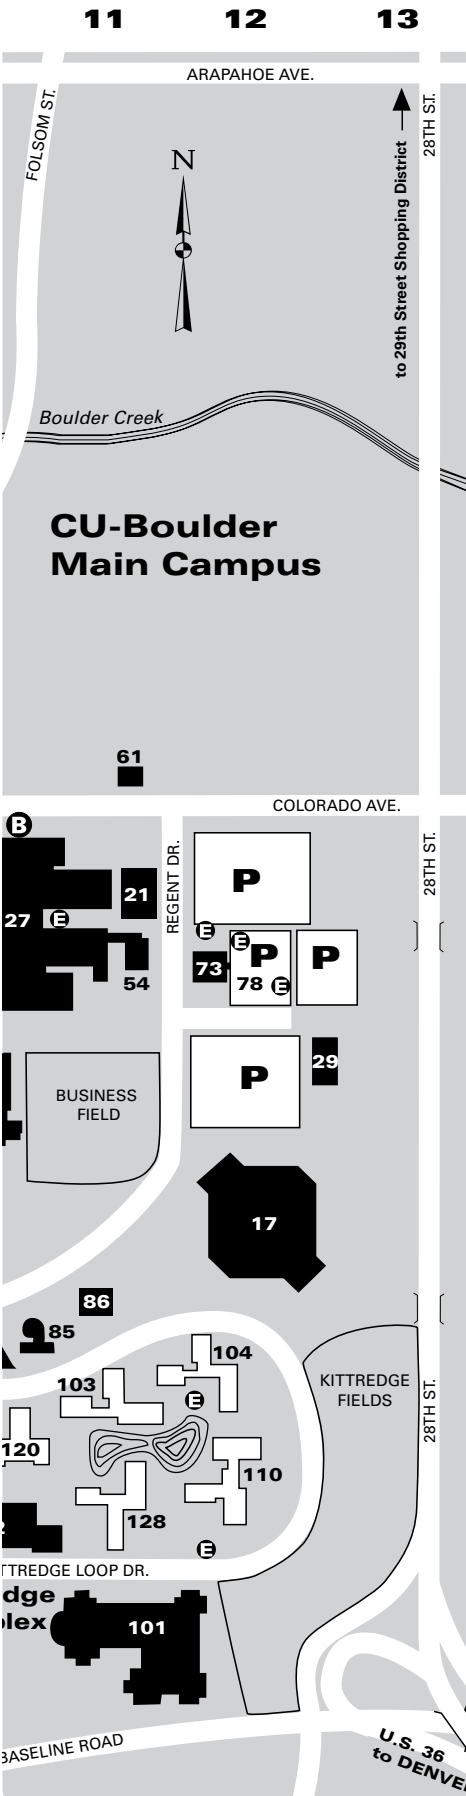 11 12 13
ARAPAHOE AVE.
FOLSOM ST.
28TH ST.
N
to 29th Street Shopping District
Boulder Creek
CU-Boulder
Main Campus
61
COLORADO AVE.
B
REGENT DR.
P
28TH ST.
21
27
E
E
E
P
P
73
78
E
54
P
29
BUSINESS
FIELD
17
86
85
104
103
KITTREDGE
FIELDS
28TH ST.
E
120
110
128
2
E
TTREDGE LOOP DR.
dge
lex
101
BASELINE ROAD
U.S. 36
to DENVE